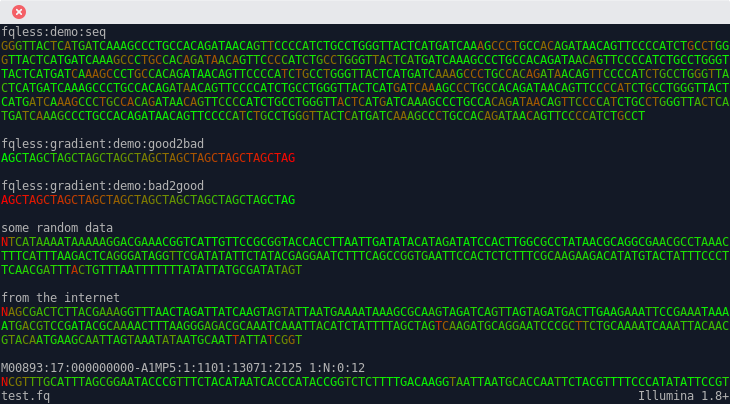 fqless:demo:seq
GGGTTACTCATGATCAAAGCCCTGCCACAGATAACAGTTCCCCATCTGCCTGGGTTACTCATGATCAAAGCCCTGCCACAGATAACAGTTCCCCATCTGCCTGG
GTTACTCATGATCAAAGCCCTGCCACAGATAACAGTTCCCCATCTGCCTGGGTTACTCATGATCAAAGCCCTGCCACAGATAACAGTTCCCCATCTGCCTGGGT
TACTCATGATCAAAGCCCTGCCACAGATAACAGTTCCCCATCTGCCTGGGTTACTCATGATCAAAGCCCTGCCACAGATAACAGTTCCCCATCTGCCTGGGTTA
CTCATGATCAAAGCCCTGCCACAGATAACAGTTCCCCATCTGCCTGGGTTACTCATGATCAAAGCCCTGCCACAGATAACAGTTCCCCATCTGCCTGGGTTACT
CATGATCAAAGCCCTGCCACAGATAACAGTTCCCCATCTGCCTGGGTTACTCATGATCAAAGCCCTGCCACAGATAACAGTTCCCCATCTGCCTGGGTTACTCA
TGATCAAAGCCCTGCCACAGATAACAGTTCCCCATCTGCCTGGGTTACTCATGATCAAAGCCCTGCCACAGATAACAGTTCCCCATCTGCCT
fqless:gradient:demo:good2bad
AGCTAGCTAGCTAGCTAGCTAGCTAGCTAGCTAGCTAGCTAG
fqless:gradient:demo:bad2good
AGCTAGCTAGCTAGCTAGCTAGCTAGCTAGCTAGCTAGCTAG
some random data
NTCATAAAATAAAAAGGACGAAACGGTCATTGTTCCGCGGTACCACCTTAATTGATATACATAGATATCCACTTGGCGCCTATAACGCAGGCGAACGCCTAAAC
TTTCATTTAAGACTCAGGGATAGGTTCGATATATTCTATACGAGGAATCTTTCAGCCGGTGAATTCCACTCTCTTTCGCAAGAAGACATATGTACTATTTCCCT
TCAACGATTTACTGTTTAATTTTTTTATATTATGCGATATAGT
from the internet
NAGCGACTCTTACGAAAGGTTTAACTAGATTATCAAGTAGTATTAATGAAAATAAAGCGCAAGTAGATCAGTTAGTAGATGACTTGAAGAAATTCCGAAATAAA
ATGACGTCCGATACGCAAAACTTTAAGGGAGACGCAAATCAAATTACATCTATTTTAGCTAGTCAAGATGCAGGAATCCCGCTTCTGCAAAATCAAATTACAAC
GTACAATGAAGCAATTAGTAAATATAATGCAATTATTATCGGT
M00893:17:000000000-A1MP5:1:1101:13071:2125 1:N:0:12
NCGTTTGCATTTAGCGGAATACCCGTTTCTACATAATCACCCATACCGGTCTCTTTTGACAAGGTAATTAATGCACCAATTCTACGTTTTCCCATATATTCCGT
test.fq Illumina 1.8+